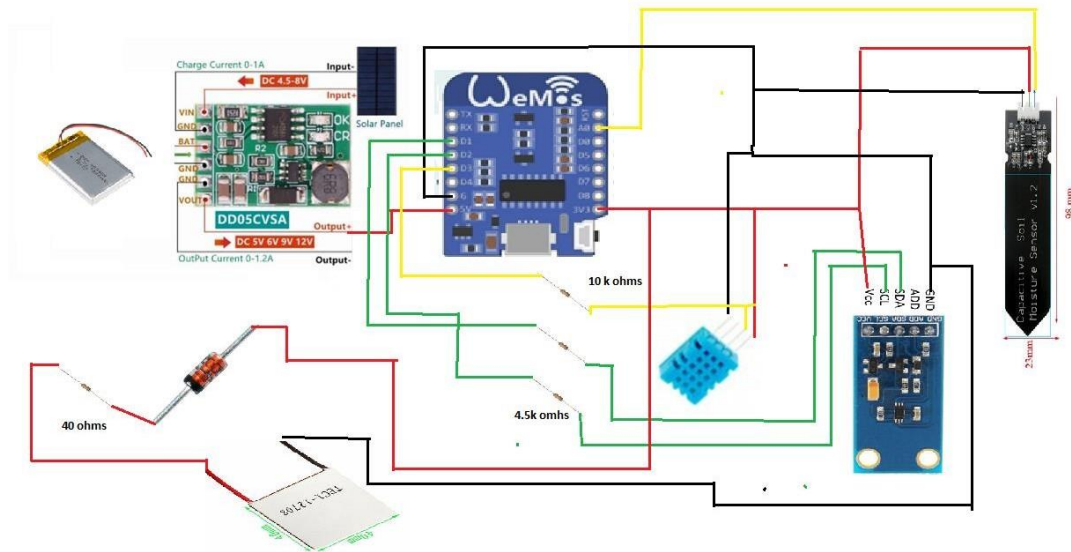 Charge Current 0-1A
Input-
DC 4.5-8V
Input+
Solar Panel
VIN
GND
BAT
GND
GND
VOUT
OK
CR
R2
DD05CVSA
Output+
DC 5V 6V 9V 12V
OutPut Current 0-1.2A
Output-
WeMos
TX
RX
D1
D2
D3
D4
G
5V
RST
A0
D0
D5
D6
D7
D8
3V3
10 k ohms
4.5k omhs
40 ohms
TEC1-12708
40mm
Vcc
SCL
SDA
ADD
GND
Capacitive Soil
Moisture Sensor v1.2
23mm